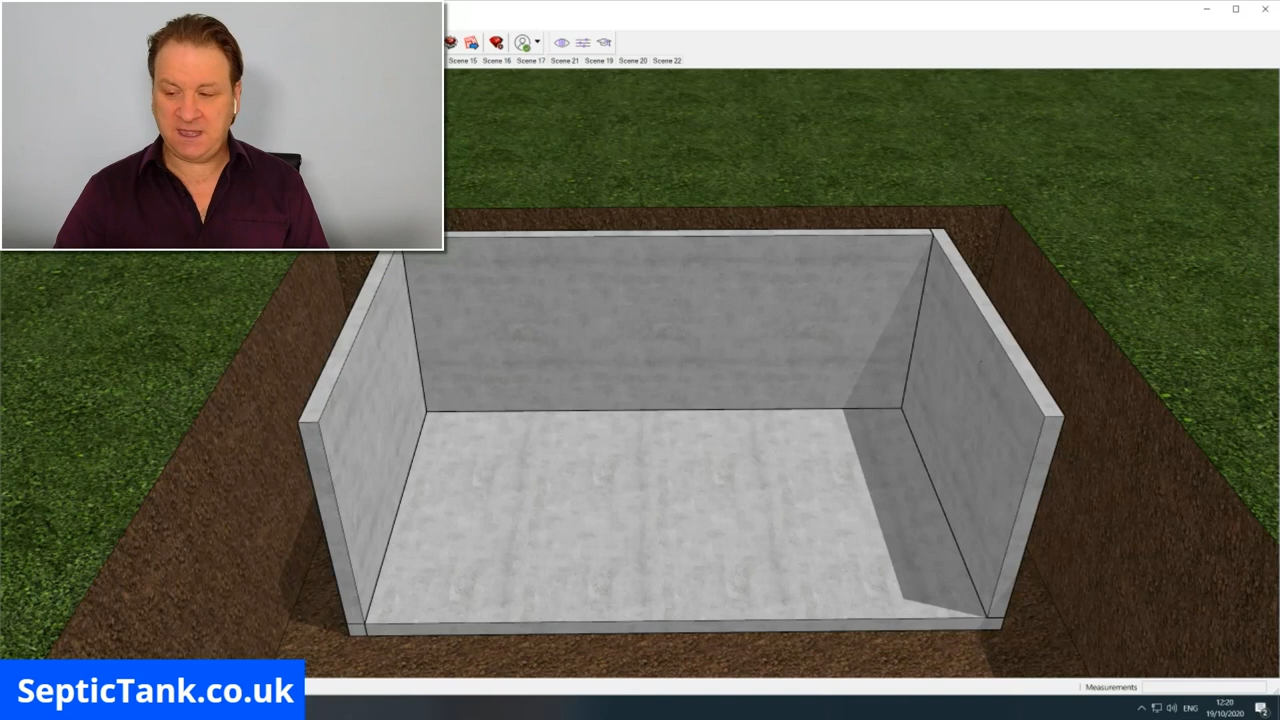 Scene 15 Scene 16 Scene 17 Scene 21 Scene 19 Scene 20 Scene 22
SepticTank.co.uk
Measurements
ENG
12:20
19/10/2020
2